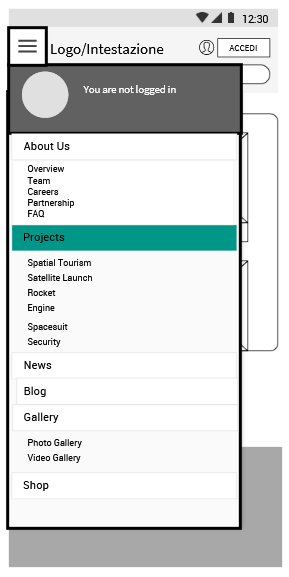 12:30
Logo/Intestazione
ACCEDI
You are not logged in
About Us
Overview
Team
Careers
Partnership
FAQ
Projects
Spatial Tourism
Satellite Launch
Rocket
Engine
Spacesuit
Security
News
Blog
Gallery
Photo Gallery
Video Gallery
Shop